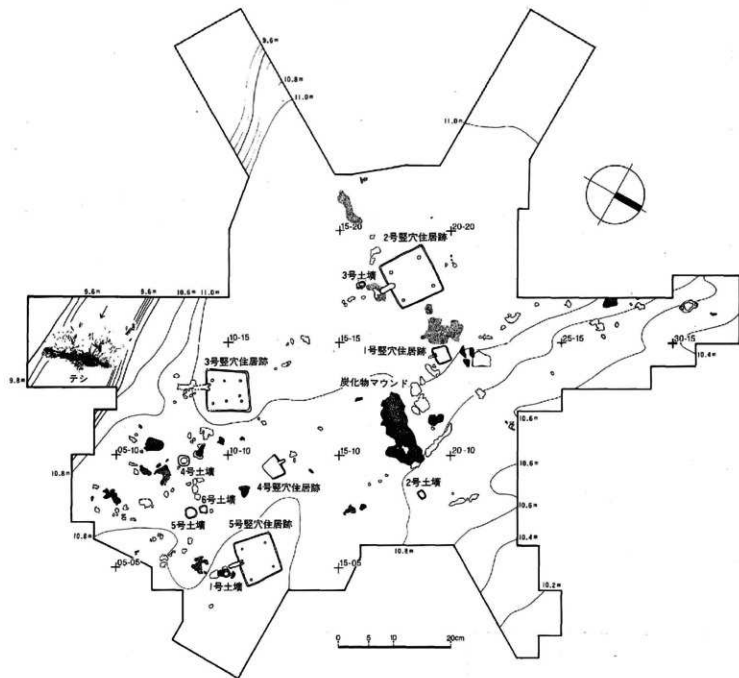 9.6m
10.8m
11.0m
11.0m
15-20
20-20
2号竪穴住居跡
3号土壙
9.6m
9.6m
10.6m
11.0m
10-15
15-15
1号竪穴住居跡
25-15
30-15
10.4m
テシ
9.8m
3号竪穴住居跡
炭化物マウンド
10.6m
05-10
10-10
15-10
20-10
10.8m
4号土壙
4号竪穴住居跡
2号土壙
10.6m
6号土壙
5号土壙
5号竪穴住居跡
10.6m
10.8m
10.8m
10.4m
05-05
15-05
1号土壙
10.2m
0 5 10 20cm